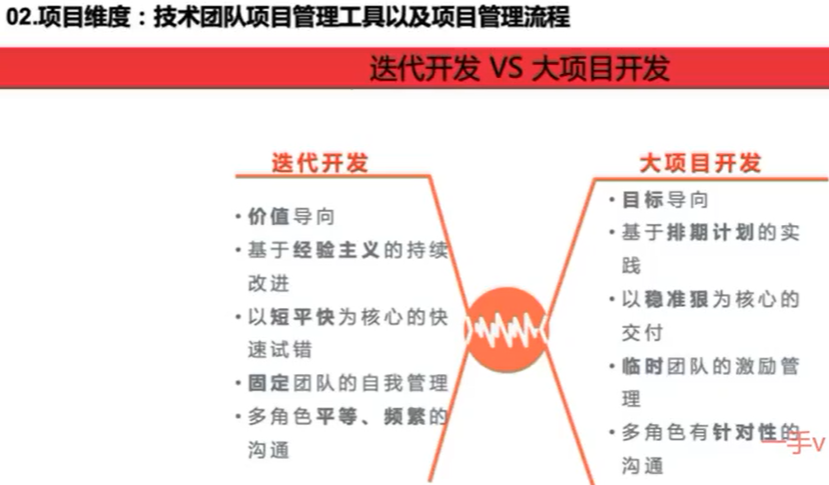 02.项目维度：技术团队项目管理工具以及项目管理流程
迭代开发 VS 大项目开发
迭代开发
• 价值导向
• 基于经验主义的持续
改进
• 以短平快为核心的快
速试错
• 固定团队的自我管理
• 多角色平等、频繁的
沟通
大项目开发
• 目标导向
• 基于排期计划的实
践
• 以稳准狠为核心的
交付
• 临时团队的激励管
理
• 多角色有针对性的
沟通
一手v